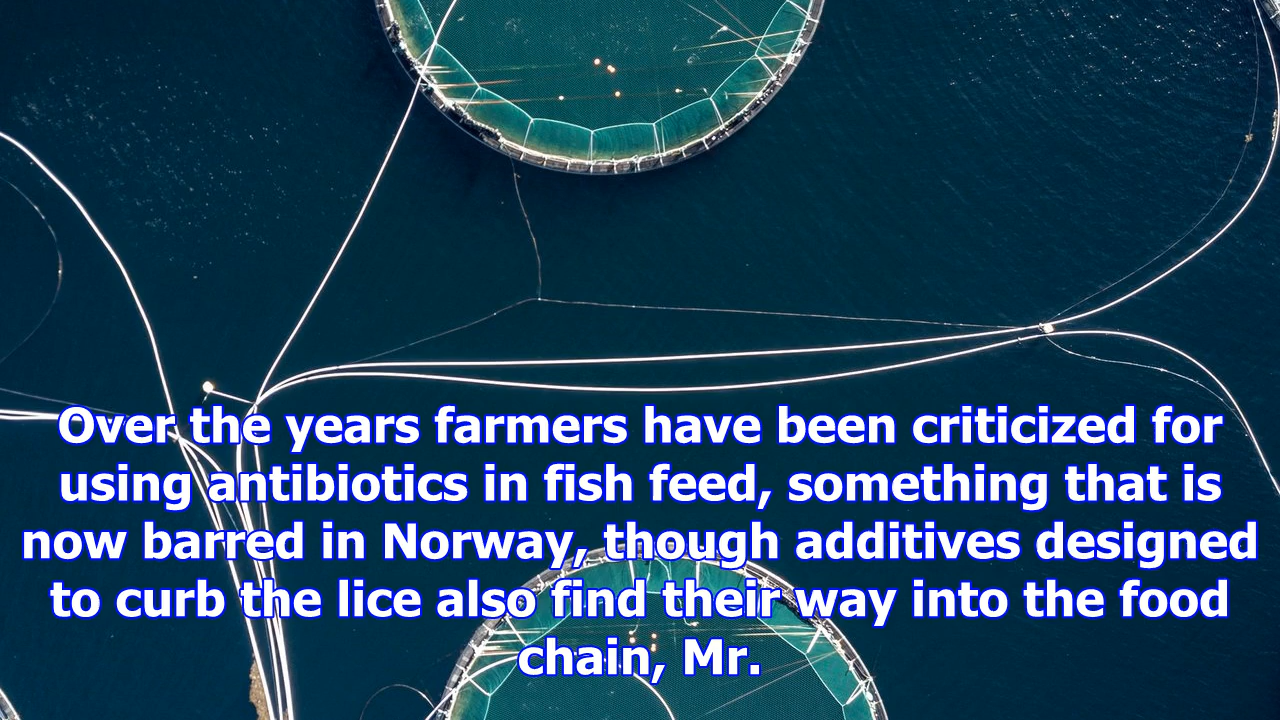 Over the years farmers have been criticized for
using antibiotics in fish feed, something that is
now barred in Norway, though additives designed
to curb the lice also find their way into the food
chain, Mr.